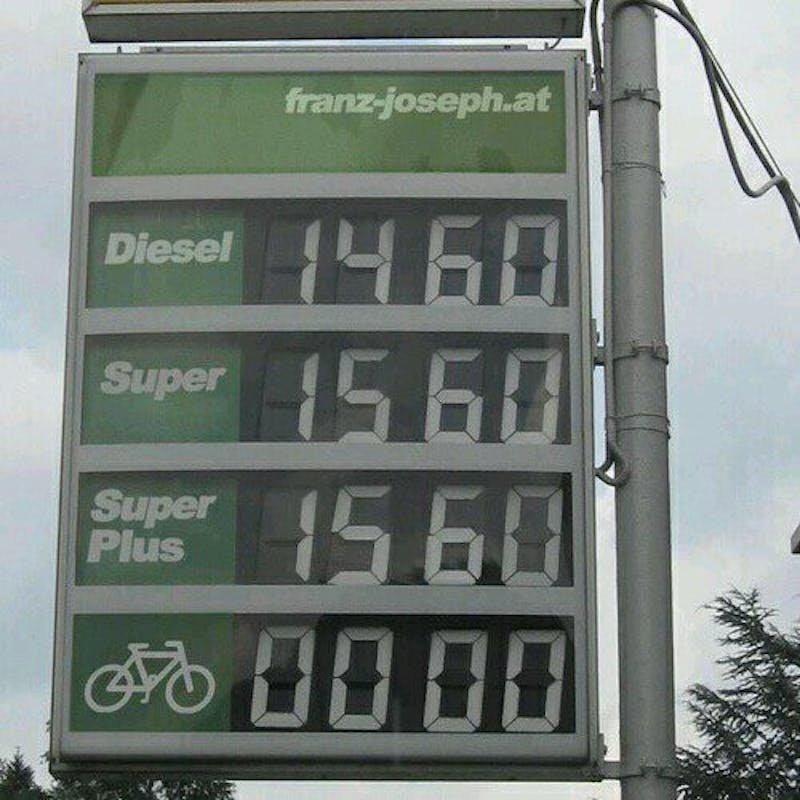 franz-joseph.at
Diesel 1460
Super 1560
Super
Plus 1560
0000